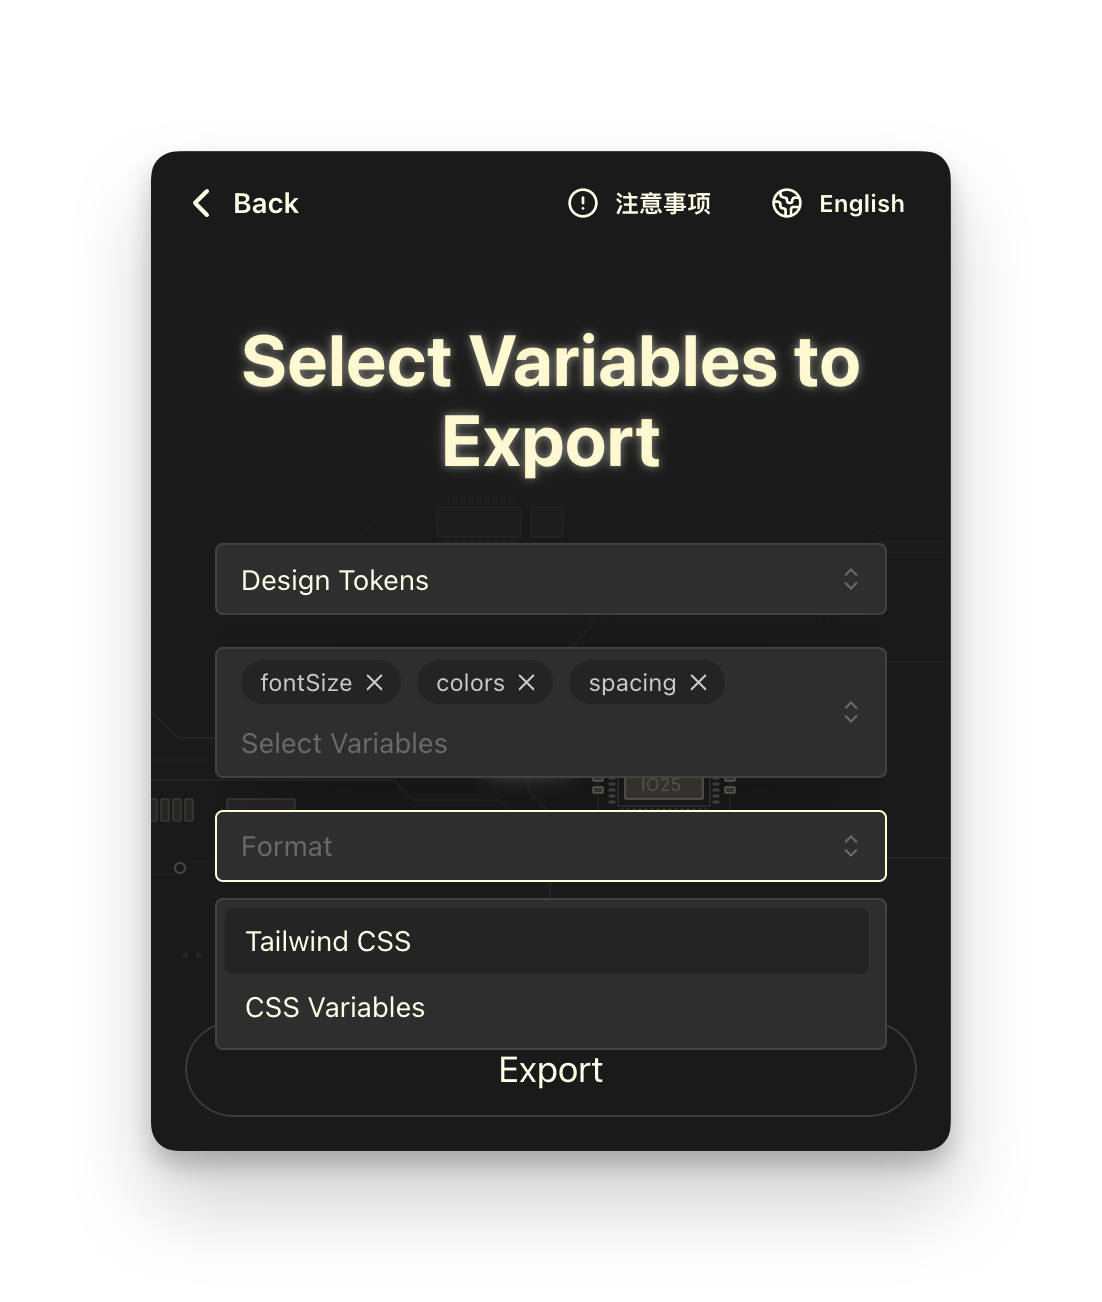 Back
注意事项
English
Select Variables to
Export
Design Tokens
fontSize colors spacing
Select Variables
IO25
Format
Tailwind CSS
CSS Variables
Export